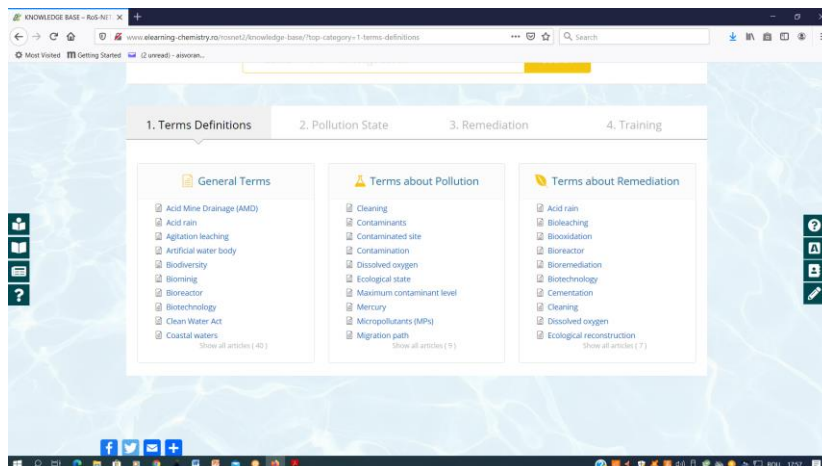 KNOWLEDGE BASE – RoS-NET
www.elearning-chemistry.ro/rosnet2/knowledge-base/?top-category=1-terms-definitions
Search
Most Visited Getting Started (2 unread) - aisvoran...
1. Terms Definitions 2. Pollution State 3. Remediation 4. Training
General Terms
Acid Mine Drainage (AMD)
Acid rain
Agitation leaching
Artificial water body
Biodiversity
Biominig
Bioreactor
Biotechnology
Clean Water Act
Coastal waters
Show all articles ( 40 )
Terms about Pollution
Cleaning
Contaminants
Contaminated site
Contamination
Dissolved oxygen
Ecological state
Maximum contaminant level
Mercury
Micropollutants (MPs)
Migration path
Show all articles ( 9 )
Terms about Remediation
Acid rain
Bioleaching
Biooxidation
Bioreactor
Bioremediation
Biotechnology
Cementation
Cleaning
Dissolved oxygen
Ecological reconstruction
Show all articles ( 7 )
ROU 17:57